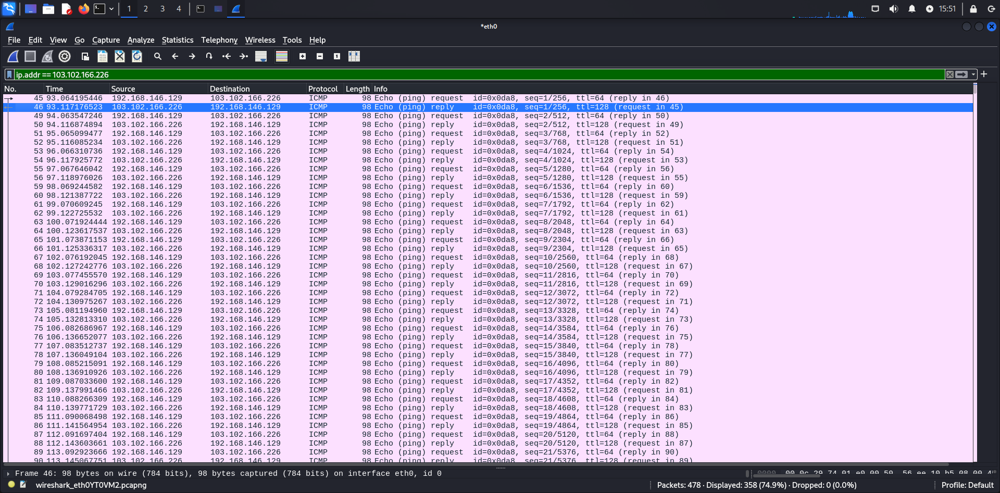 1 2 3 4 15:51
*eth0
File Edit View Go Capture Analyze Statistics Telephony Wireless Tools Help
ip.addr == 103.102.166.226
No. Time Source Destination Protocol Length Info
45 93.064195446 192.168.146.129 103.102.166.226 ICMP 98 Echo (ping) request id=0x0da8, seq=1/256, ttl=64 (reply in 46)
46 93.117176523 103.102.166.226 192.168.146.129 ICMP 98 Echo (ping) reply id=0x0da8, seq=1/256, ttl=128 (request in 45)
49 94.063547246 192.168.146.129 103.102.166.226 ICMP 98 Echo (ping) request id=0x0da8, seq=2/512, ttl=64 (reply in 50)
50 94.116874894 103.102.166.226 192.168.146.129 ICMP 98 Echo (ping) reply id=0x0da8, seq=2/512, ttl=128 (request in 49)
51 95.065099477 192.168.146.129 103.102.166.226 ICMP 98 Echo (ping) request id=0x0da8, seq=3/768, ttl=64 (reply in 52)
52 95.116085234 103.102.166.226 192.168.146.129 ICMP 98 Echo (ping) reply id=0x0da8, seq=3/768, ttl=128 (request in 51)
53 96.066310736 192.168.146.129 103.102.166.226 ICMP 98 Echo (ping) request id=0x0da8, seq=4/1024, ttl=64 (reply in 54)
54 96.117925772 103.102.166.226 192.168.146.129 ICMP 98 Echo (ping) reply id=0x0da8, seq=4/1024, ttl=128 (request in 53)
55 97.067646042 192.168.146.129 103.102.166.226 ICMP 98 Echo (ping) request id=0x0da8, seq=5/1280, ttl=64 (reply in 56)
56 97.118976026 103.102.166.226 192.168.146.129 ICMP 98 Echo (ping) reply id=0x0da8, seq=5/1280, ttl=128 (request in 55)
59 98.069244582 192.168.146.129 103.102.166.226 ICMP 98 Echo (ping) request id=0x0da8, seq=6/1536, ttl=64 (reply in 60)
60 98.121387722 103.102.166.226 192.168.146.129 ICMP 98 Echo (ping) reply id=0x0da8, seq=6/1536, ttl=128 (request in 59)
61 99.070609245 192.168.146.129 103.102.166.226 ICMP 98 Echo (ping) request id=0x0da8, seq=7/1792, ttl=64 (reply in 62)
62 99.122725532 103.102.166.226 192.168.146.129 ICMP 98 Echo (ping) reply id=0x0da8, seq=7/1792, ttl=128 (request in 61)
63 100.071924444 192.168.146.129 103.102.166.226 ICMP 98 Echo (ping) request id=0x0da8, seq=8/2048, ttl=64 (reply in 64)
64 100.123617537 103.102.166.226 192.168.146.129 ICMP 98 Echo (ping) reply id=0x0da8, seq=8/2048, ttl=128 (request in 63)
65 101.073871153 192.168.146.129 103.102.166.226 ICMP 98 Echo (ping) request id=0x0da8, seq=9/2304, ttl=64 (reply in 66)
66 101.125336317 103.102.166.226 192.168.146.129 ICMP 98 Echo (ping) reply id=0x0da8, seq=9/2304, ttl=128 (request in 65)
67 102.076192045 192.168.146.129 103.102.166.226 ICMP 98 Echo (ping) request id=0x0da8, seq=10/2560, ttl=64 (reply in 68)
68 102.127242776 103.102.166.226 192.168.146.129 ICMP 98 Echo (ping) reply id=0x0da8, seq=10/2560, ttl=128 (request in 67)
69 103.077455570 192.168.146.129 103.102.166.226 ICMP 98 Echo (ping) request id=0x0da8, seq=11/2816, ttl=64 (reply in 70)
70 103.129016296 103.102.166.226 192.168.146.129 ICMP 98 Echo (ping) reply id=0x0da8, seq=11/2816, ttl=128 (request in 69)
71 104.079284705 192.168.146.129 103.102.166.226 ICMP 98 Echo (ping) request id=0x0da8, seq=12/3072, ttl=64 (reply in 72)
72 104.130975267 103.102.166.226 192.168.146.129 ICMP 98 Echo (ping) reply id=0x0da8, seq=12/3072, ttl=128 (request in 71)
73 105.081194960 192.168.146.129 103.102.166.226 ICMP 98 Echo (ping) request id=0x0da8, seq=13/3328, ttl=64 (reply in 74)
74 105.132813310 103.102.166.226 192.168.146.129 ICMP 98 Echo (ping) reply id=0x0da8, seq=13/3328, ttl=128 (request in 73)
75 106.082686967 192.168.146.129 103.102.166.226 ICMP 98 Echo (ping) request id=0x0da8, seq=14/3584, ttl=64 (reply in 76)
76 106.136652077 103.102.166.226 192.168.146.129 ICMP 98 Echo (ping) reply id=0x0da8, seq=14/3584, ttl=128 (request in 75)
77 107.083512737 192.168.146.129 103.102.166.226 ICMP 98 Echo (ping) request id=0x0da8, seq=15/3840, ttl=64 (reply in 78)
78 107.136049104 103.102.166.226 192.168.146.129 ICMP 98 Echo (ping) reply id=0x0da8, seq=15/3840, ttl=128 (request in 77)
79 108.085215091 192.168.146.129 103.102.166.226 ICMP 98 Echo (ping) request id=0x0da8, seq=16/4096, ttl=64 (reply in 80)
80 108.136910926 103.102.166.226 192.168.146.129 ICMP 98 Echo (ping) reply id=0x0da8, seq=16/4096, ttl=128 (request in 79)
81 109.087033600 192.168.146.129 103.102.166.226 ICMP 98 Echo (ping) request id=0x0da8, seq=17/4352, ttl=64 (reply in 82)
82 109.137991466 103.102.166.226 192.168.146.129 ICMP 98 Echo (ping) reply id=0x0da8, seq=17/4352, ttl=128 (request in 81)
83 110.088266309 192.168.146.129 103.102.166.226 ICMP 98 Echo (ping) request id=0x0da8, seq=18/4608, ttl=64 (reply in 84)
84 110.139771729 103.102.166.226 192.168.146.129 ICMP 98 Echo (ping) reply id=0x0da8, seq=18/4608, ttl=128 (request in 83)
85 111.090068498 192.168.146.129 103.102.166.226 ICMP 98 Echo (ping) request id=0x0da8, seq=19/4864, ttl=64 (reply in 86)
86 111.141564954 103.102.166.226 192.168.146.129 ICMP 98 Echo (ping) reply id=0x0da8, seq=19/4864, ttl=128 (request in 85)
87 112.091697404 192.168.146.129 103.102.166.226 ICMP 98 Echo (ping) request id=0x0da8, seq=20/5120, ttl=64 (reply in 88)
88 112.143603661 103.102.166.226 192.168.146.129 ICMP 98 Echo (ping) reply id=0x0da8, seq=20/5120, ttl=128 (request in 87)
89 113.092923666 192.168.146.129 103.102.166.226 ICMP 98 Echo (ping) request id=0x0da8, seq=21/5376, ttl=64 (reply in 90)
90 113.145067751 103.102.166.226 192.168.146.129 ICMP 98 Echo (ping) reply id=0x0da8, seq=21/5376, ttl=128 (request in 89)
Frame 46: 98 bytes on wire (784 bits), 98 bytes captured (784 bits) on interface eth0, id 0 0000 00 0c 29 74 01 e0 00 50 56 ee 10 b5 08 00
wireshark_eth0YT0VM2.pcapng Packets: 478 · Displayed: 358 (74.9%) · Dropped: 0 (0.0%) Profile: Default